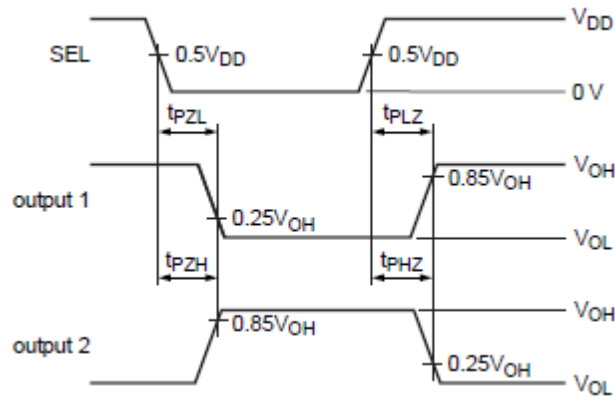 VDD
SEL
0.5VDD
0.5VDD
0 V
tPZL
tPLZ
VOH
0.85VOH
output 1
0.25VOH
VOL
tPZH
tPHZ
VOH
0.85VOH
output 2
0.25VOH
VOL